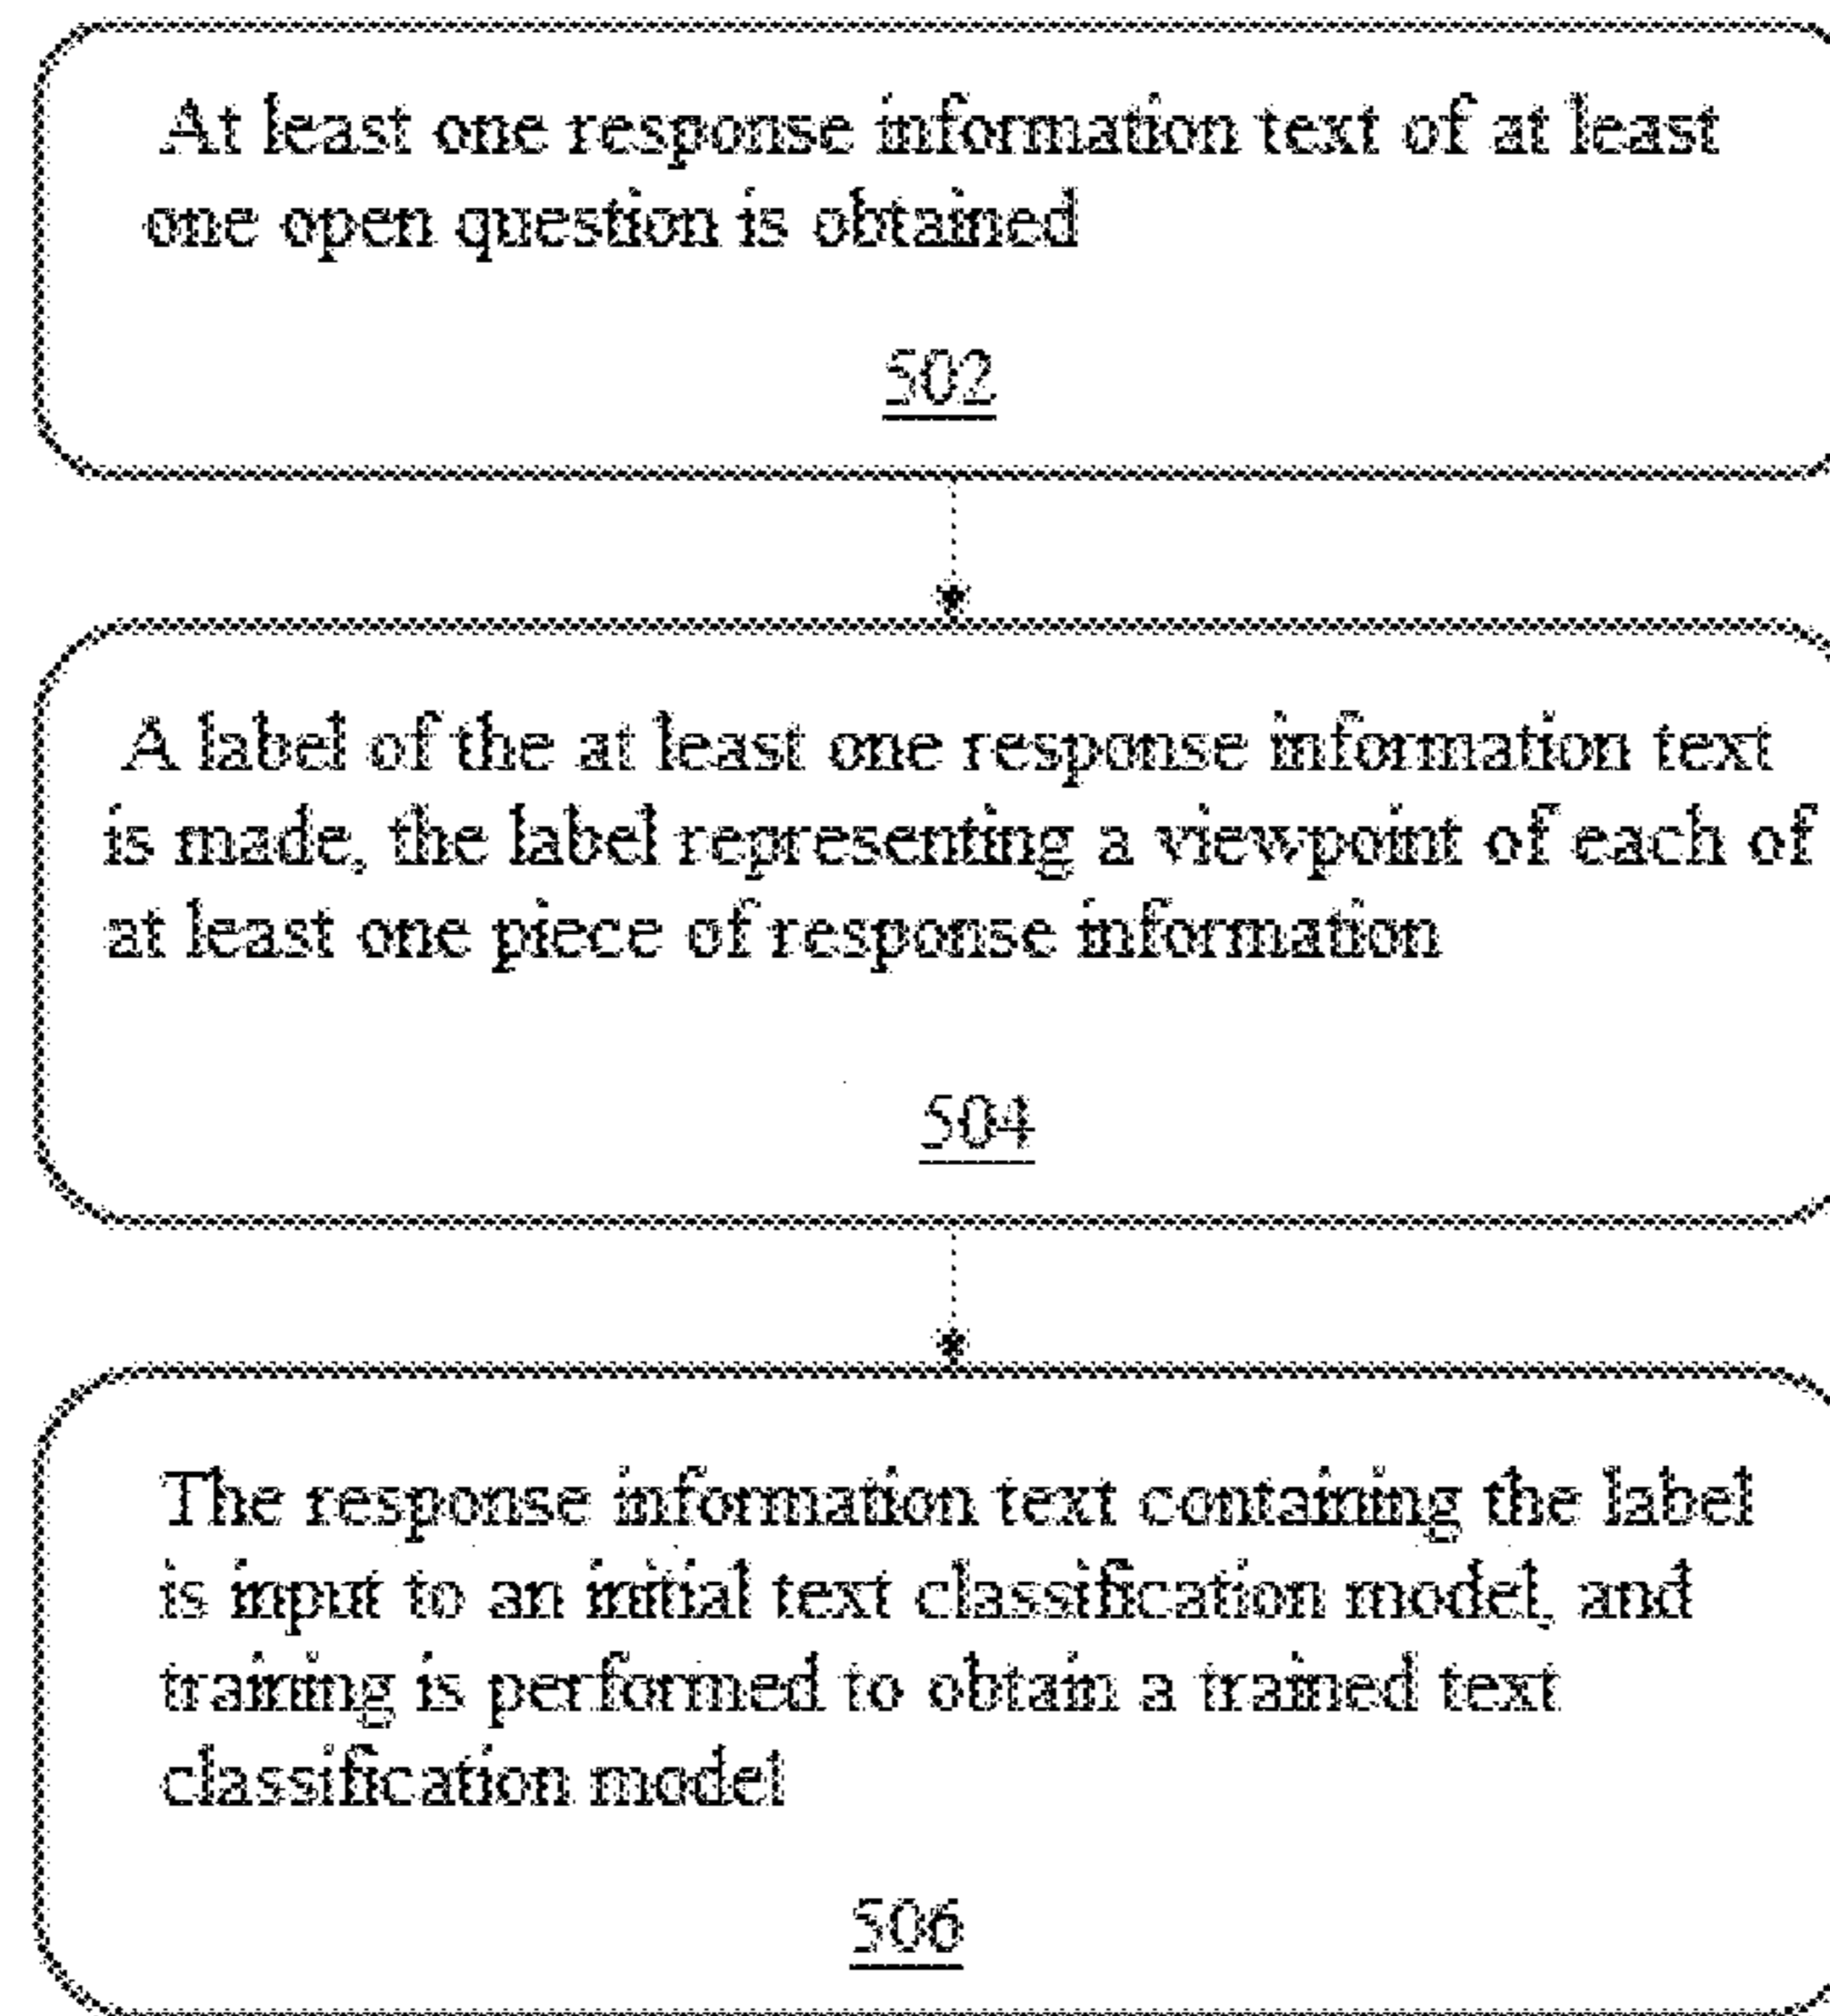 At least one response information text of at least
one open question is obtained
502
A label of the at least one response information text
is made, the label representing a viewpoint of each of
at least one piece of response information
504
The response information text containing the label
is input to an initial text classification model, and
training is performed to obtain a trained text
classification model
506